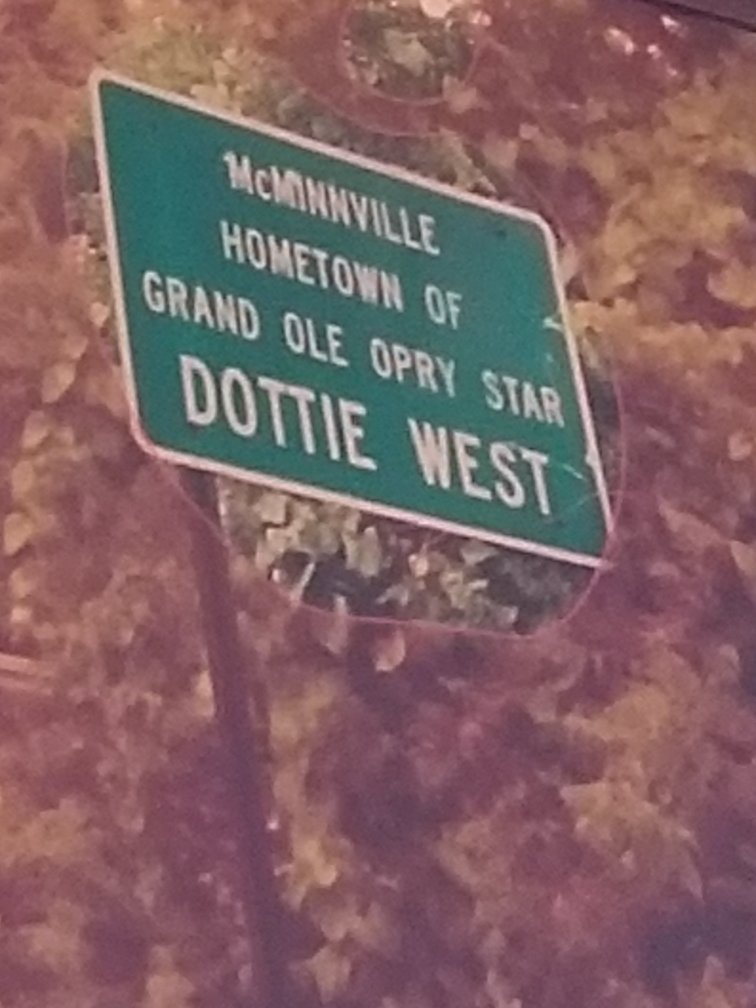 McMINNVILLE
HOMETOWN OF
GRAND OLE OPRY STAR
DOTTIE WEST